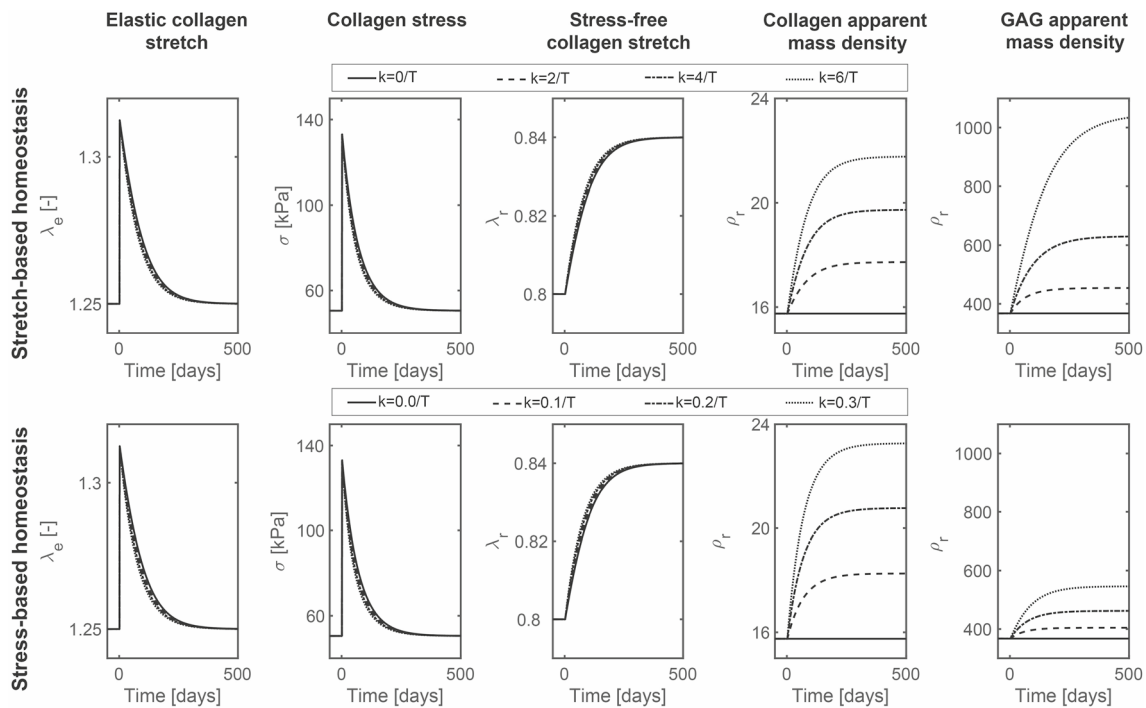 Elastic collagen stretch
Collagen stress
Stress-free collagen stretch
Collagen apparent mass density
GAG apparent mass density
k=0/T k=2/T k=4/T k=6/T
Stretch-based homeostasis
λe [-]
1.3
1.25
0 500
Time [days]
σ [kPa]
140
100
60
0 500
Time [days]
λr
0.84
0.82
0.8
0 500
Time [days]
ρr
24
20
16
0 500
Time [days]
ρr
1000
800
600
400
0 500
Time [days]
k=0.0/T k=0.1/T k=0.2/T k=0.3/T
Stress-based homeostasis
λe [-]
1.3
1.25
0 500
Time [days]
σ [kPa]
140
100
60
0 500
Time [days]
λr
0.84
0.82
0.8
0 500
Time [days]
ρr
24
20
16
0 500
Time [days]
ρr
1000
800
600
400
0 500
Time [days]